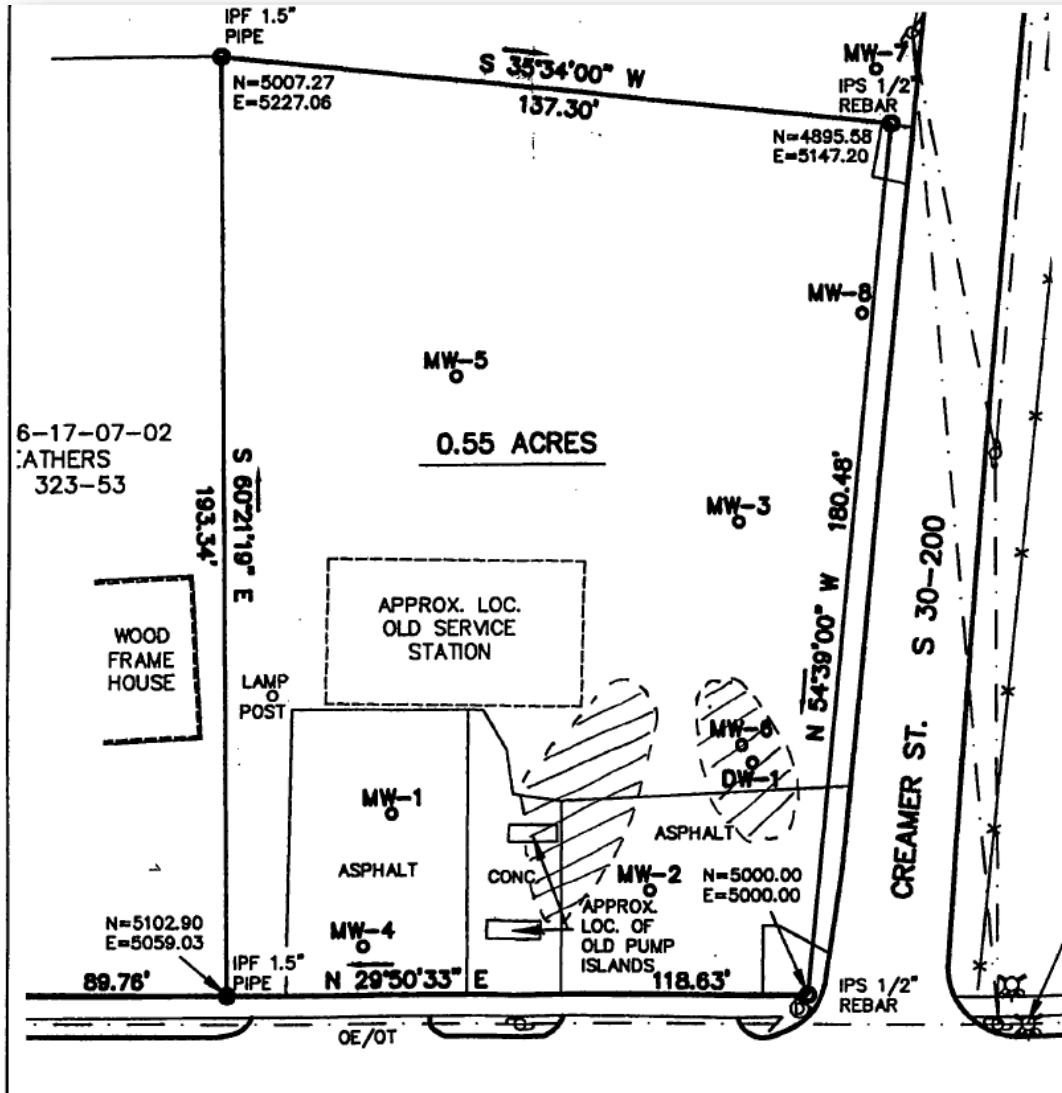 IPF 1.5"
PIPE
N=5007.27
E=5227.06
S 35°34'00" W
137.30'
MW-7
IPS 1/2"
REBAR
N=4895.58
E=5147.20
MW-8
MW-5
0.55 ACRES
6-17-07-02
EATHERS
323-53
S 60°21'19" E
193.34'
MW-3
180.48'
N 54°39'00" W
CREAMER ST. S 30-200
WOOD
FRAME
HOUSE
APPROX. LOC.
OLD SERVICE
STATION
LAMP
POST
MW-6
DW-1
MW-1
ASPHALT
ASPHALT
CONC.
MW-2
N=5000.00
E=5000.00
APPROX.
LOC. OF
OLD PUMP
ISLANDS
MW-4
N=5102.90
E=5059.03
IPF 1.5"
PIPE
89.76'
N 29°50'33" E
118.63'
IPS 1/2"
REBAR
OE/OT